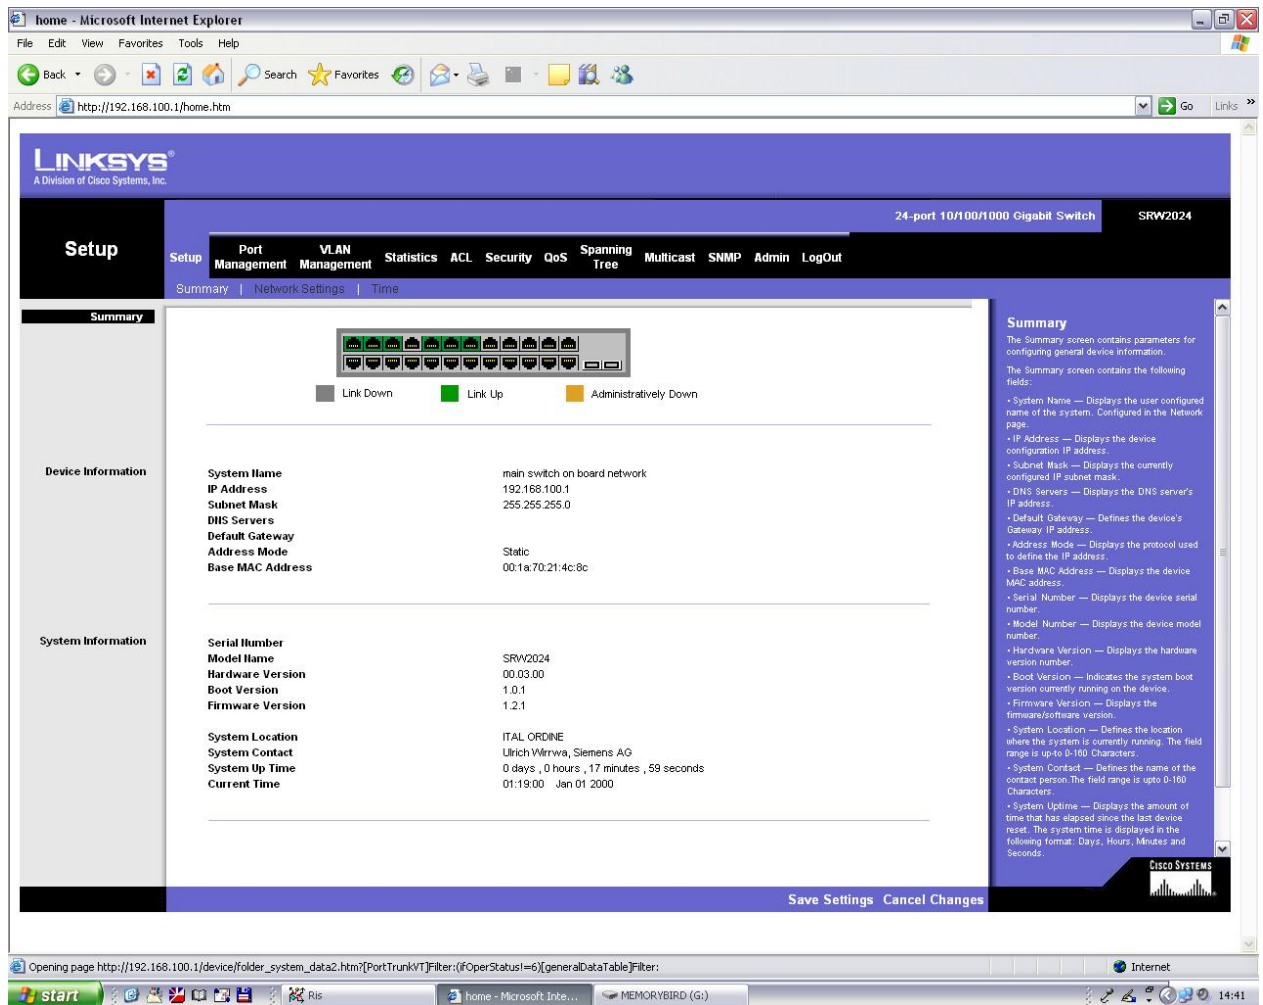 home - Microsoft Internet Explorer
File Edit View Favorites Tools Help
Back Search Favorites
Address http://192.168.100.1/home.htm Go Links »
LINKSYS®
A Division of Cisco Systems, Inc.
24-port 10/100/1000 Gigabit Switch SRW2024
Setup
Setup Port Management VLAN Management Statistics ACL Security QoS Spanning Tree Multicast SNMP Admin LogOut
Summary | Network Settings | Time
Summary
Link Down Link Up Administratively Down
Device Information
System Name main switch on board network
IP Address 192.168.100.1
Subnet Mask 255.255.255.0
DNS Servers
Default Gateway
Address Mode Static
Base MAC Address 00:1a:70:21:4c:8c
System Information
Serial Number
Model Name SRW2024
Hardware Version 00.03.00
Boot Version 1.0.1
Firmware Version 1.2.1
System Location ITAL ORDINE
System Contact Ulrich Wirrwa, Siemens AG
System Up Time 0 days , 0 hours , 17 minutes , 59 seconds
Current Time 01:19:00 Jan 01 2000
Summary
The Summary screen contains parameters for
configuring general device information.
The Summary screen contains the following
fields:
• System Name — Displays the user configured
name of the system. Configured in the Network
page.
• IP Address — Displays the device
configuration IP address.
• Subnet Mask — Displays the currently
configured IP subnet mask.
• DNS Servers — Displays the DNS server's
IP address.
• Default Gateway — Defines the device's
Gateway IP address.
• Address Mode — Displays the protocol used
to define the IP address.
• Base MAC Address — Displays the device
MAC address.
• Serial Number — Displays the device serial
number.
• Model Number — Displays the device model
number.
• Hardware Version — Displays the hardware
version number.
• Boot Version — Indicates the system boot
version currently running on the device.
• Firmware Version — Displays the
firmware/software version.
• System Location — Defines the location
where the system is currently running. The field
range is up-to 0-160 Characters.
• System Contact — Defines the name of the
contact person.The field range is upto 0-160
Characters.
• System Uptime — Displays the amount of
time that has elapsed since the last device
reset. The system time is displayed in the
following format: Days, Hours, Minutes and
Seconds.
CISCO SYSTEMS
Save Settings Cancel Changes
Opening page http://192.168.100.1/device/folder_system_data2.htm?[PortTrunkVT]Filter:(ifOperStatus!=6)[generalDataTable]Filter: Internet
start Ris home - Microsoft Inte... MEMORYBIRD (G:) 14:41